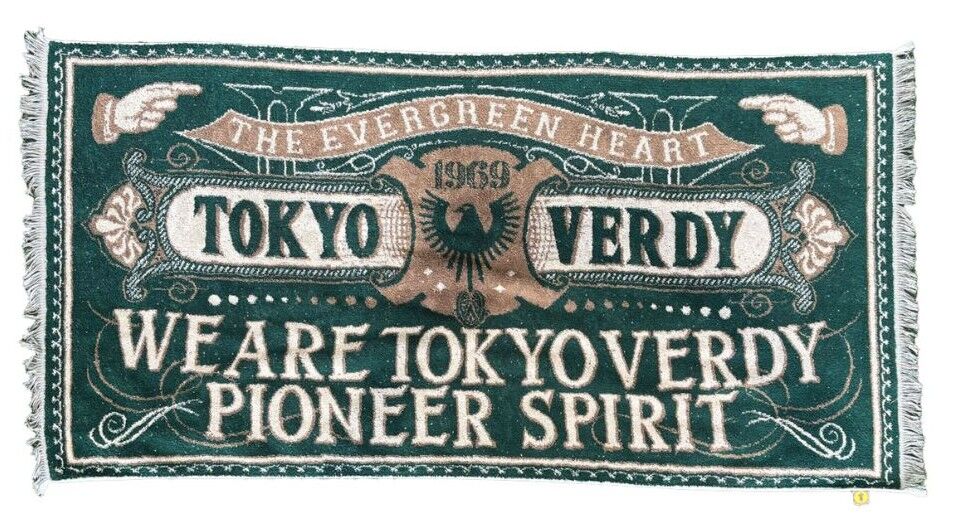 THE EVERGREEN HEART
1969
TOKYO VERDY
WE ARE TOKYO VERDY
PIONEER SPIRIT